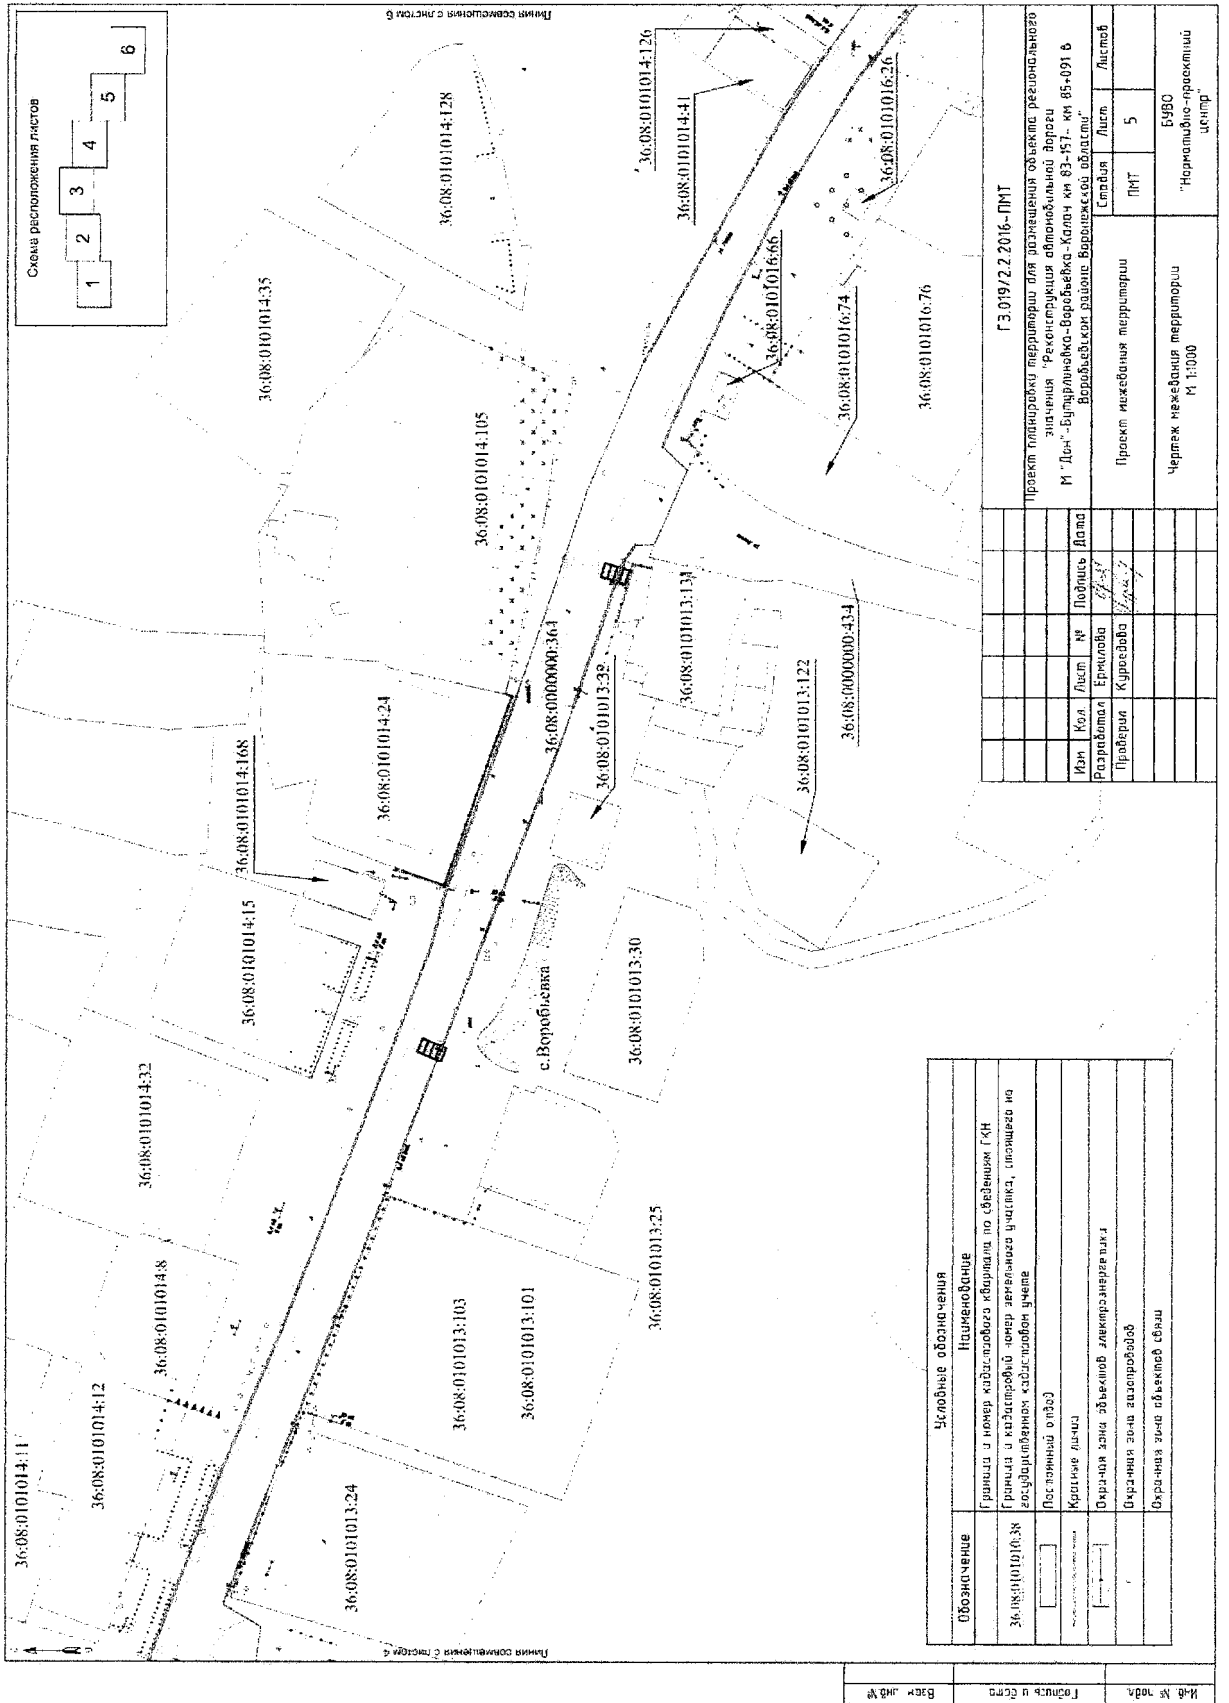 Схема расположения листов
1
2
3
4
5
6
Линия совмещения с листом 6
Линия совмещения с листом 4
36:08:0101014:11
36:08:0101014:12
36:08:0101014:8
36:08:0101014:32
36:08:0101014:15
36:08:0101014:168
36:08:0101014:24
36:08:0101014:35
36:08:0101014:105
36:08:0101014:128
36:08:0101014:126
36:08:0101014:41
36:08:0101016:26
36:08:0101016:66
36:08:0101016:74
36:08:0101016:76
36:08:0000000:364
36:08:0101013:39
36:08:0101013:131
36:08:0000000:434
36:08:0101013:122
36:08:0101013:30
с.Воробьевка
36:08:0101013:25
36:08:0101013:103
36:08:0101013:101
36:08:0101013:24
Условные обозначения
Обозначение Наименование
Граница и номер кадастрового квартала по сведениям ГКН
36:08:0101010:38 Граница и кадастровый номер земельного участка, стоящего на
государственном кадастровом учете
Постоянный отвод
Красные линии
Охранная зона объектов электроэнергетики
Охранная зона газопроводов
Охранная зона объектов связи
ГЗ.019/2.2.2016-ПМТ
Проект планировки территории для размещения объекта регионального
значения "Реконструкция автомобильной дороги
М "Дон"-Бутурлиновка-Воробьевка-Калач км 83+157- км 85+091 в
Воробьевском районе Воронежской области"
Изм Кол. Лист № Подпись Дата
Разработал Ермилова
Проверил Куроедова
Проект межевания территории
Стадия Лист Листов
ПМТ 5
Чертеж межевания территории
М 1:1000
БУВО
"Нормативно-проектный
центр"
Взам. инв.№
Подпись и дата
Инв. № подл.